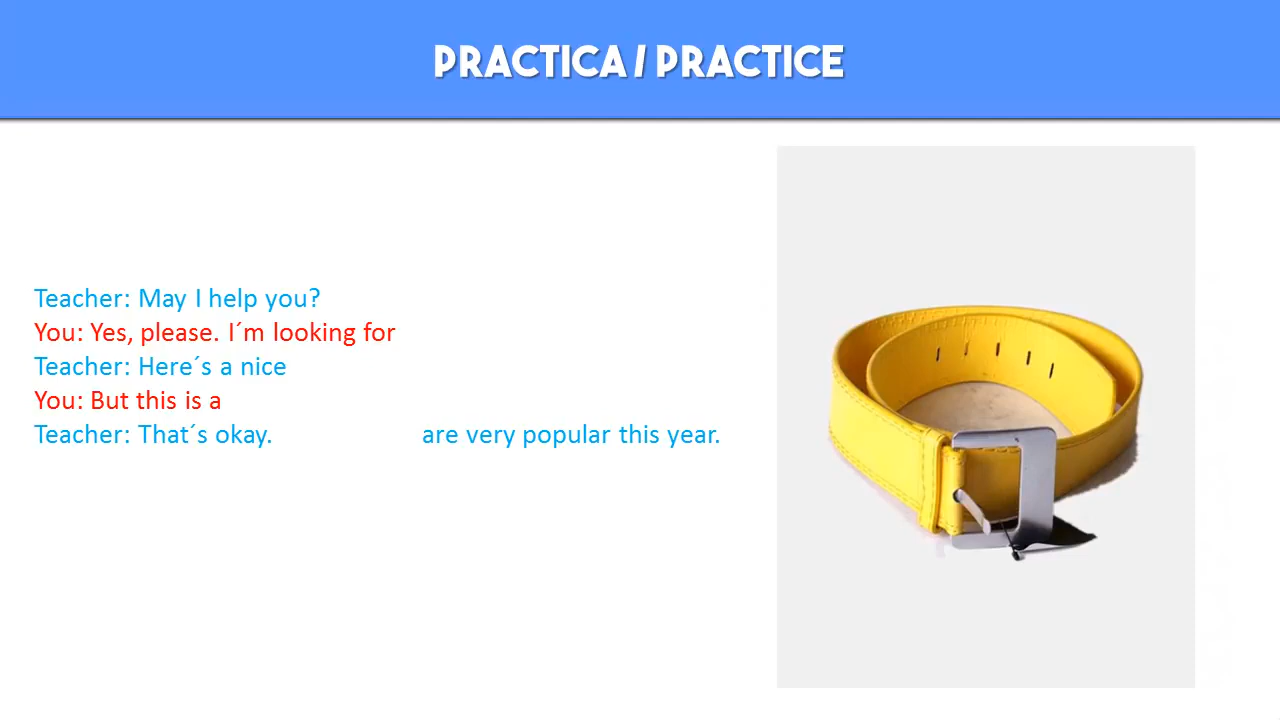 PRACTICA / PRACTICE
Teacher: May I help you?
You: Yes, please. I´m looking for
Teacher: Here´s a nice
You: But this is a
Teacher: That´s okay. are very popular this year.